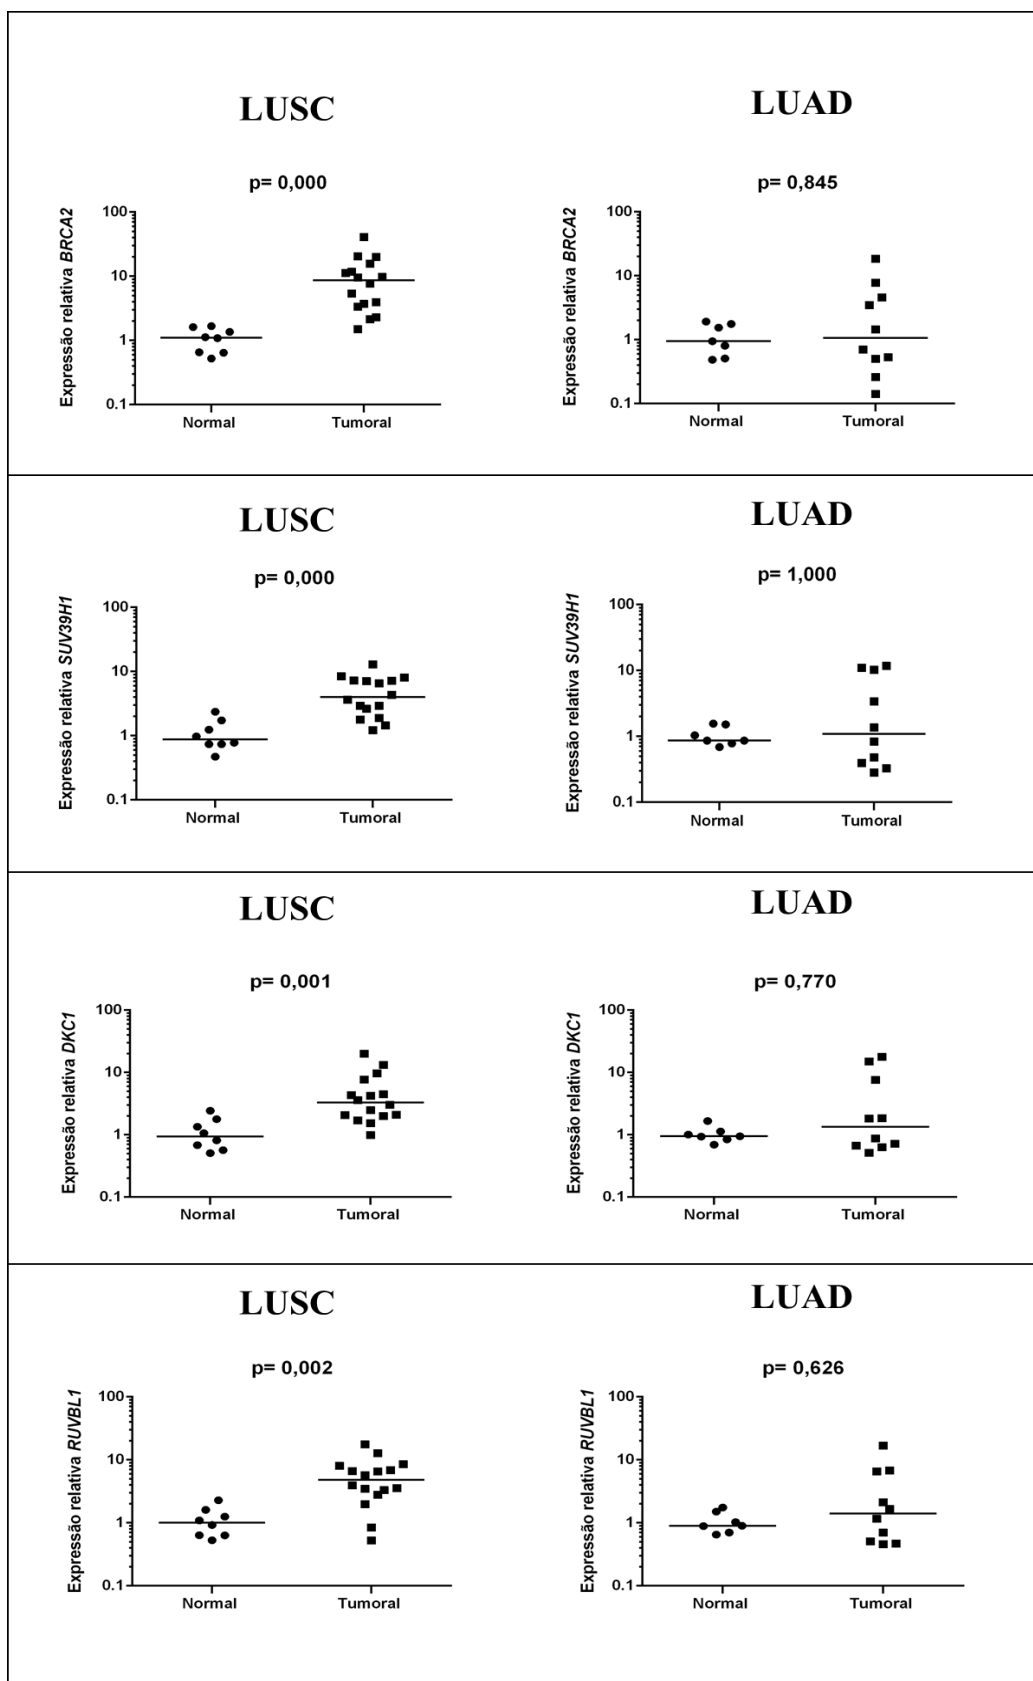 LUSC
LUAD
p= 0,000
p= 0,845
Expressão relativa BRCA2
100
10
1
0.1
Normal
Tumoral
Expressão relativa BRCA2
100
10
1
0.1
Normal
Tumoral
LUSC
LUAD
p= 0,000
p= 1,000
Expressão relativa SUV39H1
100
10
1
0.1
Normal
Tumoral
Expressão relativa SUV39H1
100
10
1
0.1
Normal
Tumoral
LUSC
LUAD
p= 0,001
p= 0,770
Expressão relativa DKC1
100
10
1
0.1
Normal
Tumoral
Expressão relativa DKC1
100
10
1
0.1
Normal
Tumoral
LUSC
LUAD
p= 0,002
p= 0,626
Expressão relativa RUVBL1
100
10
1
0.1
Normal
Tumoral
Expressão relativa RUVBL1
100
10
1
0.1
Normal
Tumoral